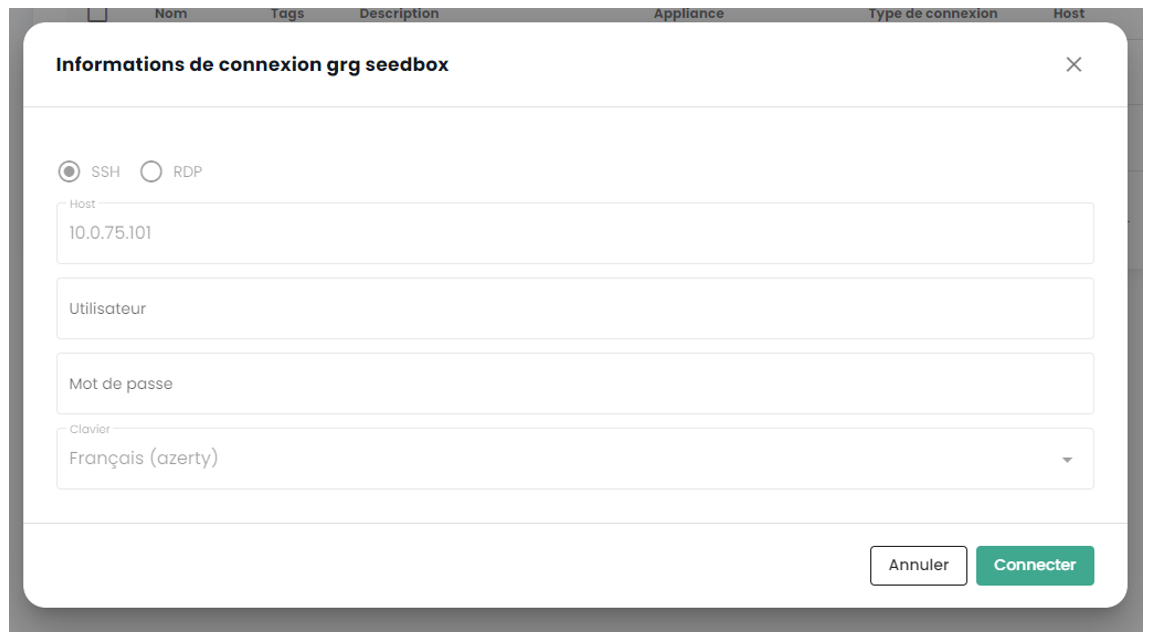 Nom Tags Description Appliance Type de connexion Host
Informations de connexion grg seedbox
SSH RDP
Host
10.0.75.101
Utilisateur
Mot de passe
Clavier
Français (azerty)
Annuler Connecter